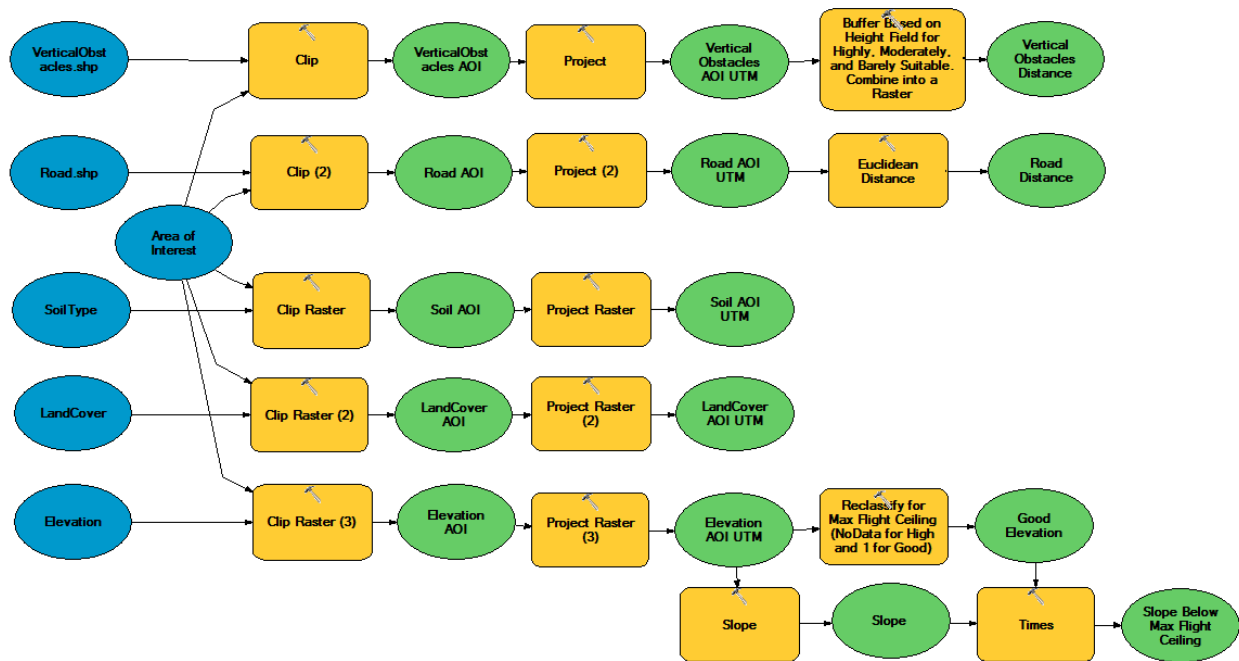 VerticalObst
acles.shp
Clip
VerticalObst
acles AOI
Project
Vertical
Obstacles
AOI UTM
Buffer Based on
Height Field for
Highly, Moderately,
and Barely Suitable.
Combine into a
Raster
Vertical
Obstacles
Distance
Road.shp
Clip (2)
Road AOI
Project (2)
Road AOI
UTM
Euclidean
Distance
Road
Distance
Area of
Interest
SoilType
Clip Raster
Soil AOI
Project Raster
Soil AOI
UTM
LandCover
Clip Raster (2)
LandCover
AOI
Project Raster
(2)
LandCover
AOI UTM
Elevation
Clip Raster (3)
Elevation
AOI
Project Raster
(3)
Elevation
AOI UTM
Reclassify for
Max Flight Ceiling
(NoData for High
and 1 for Good)
Good
Elevation
Slope
Slope
Times
Slope Below
Max Flight
Ceiling